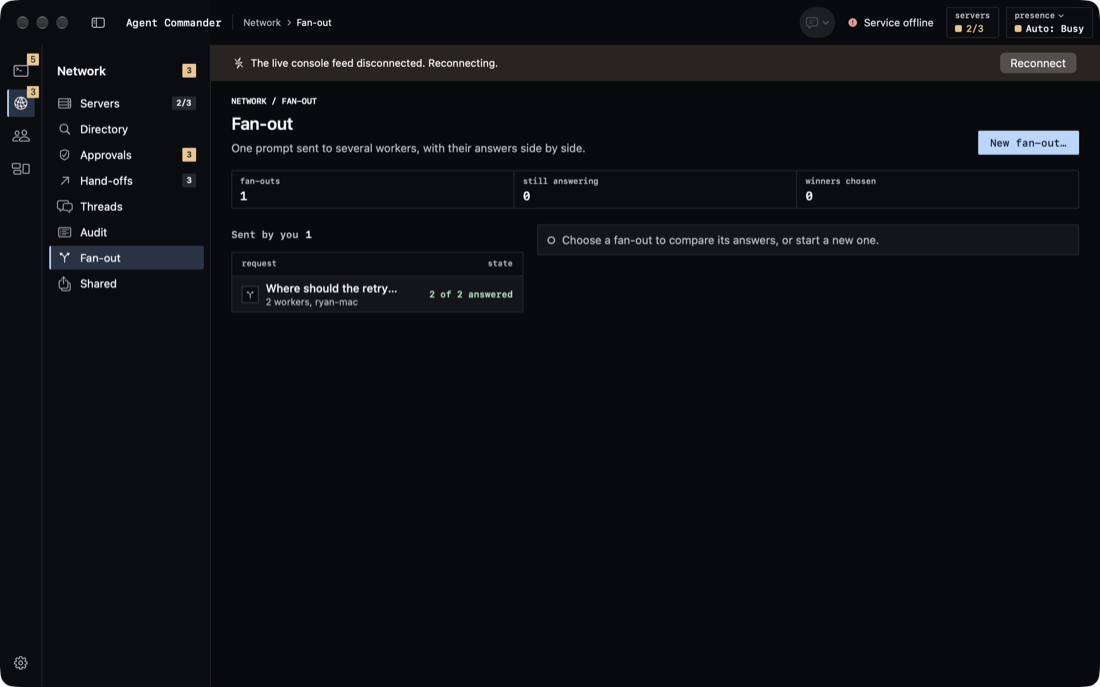 Agent Commander
Network > Fan-out
Service offline
servers
2/3
presence
Auto: Busy
5
3
Network 3
Servers 2/3
Directory
Approvals 3
Hand-offs 3
Threads
Audit
Fan-out
Shared
The live console feed disconnected. Reconnecting.
Reconnect
NETWORK / FAN-OUT
Fan-out
One prompt sent to several workers, with their answers side by side.
New fan-out…
fan-outs
1
still answering
0
winners chosen
0
Sent by you 1
request state
Where should the retry...
2 workers, ryan-mac
2 of 2 answered
Choose a fan-out to compare its answers, or start a new one.